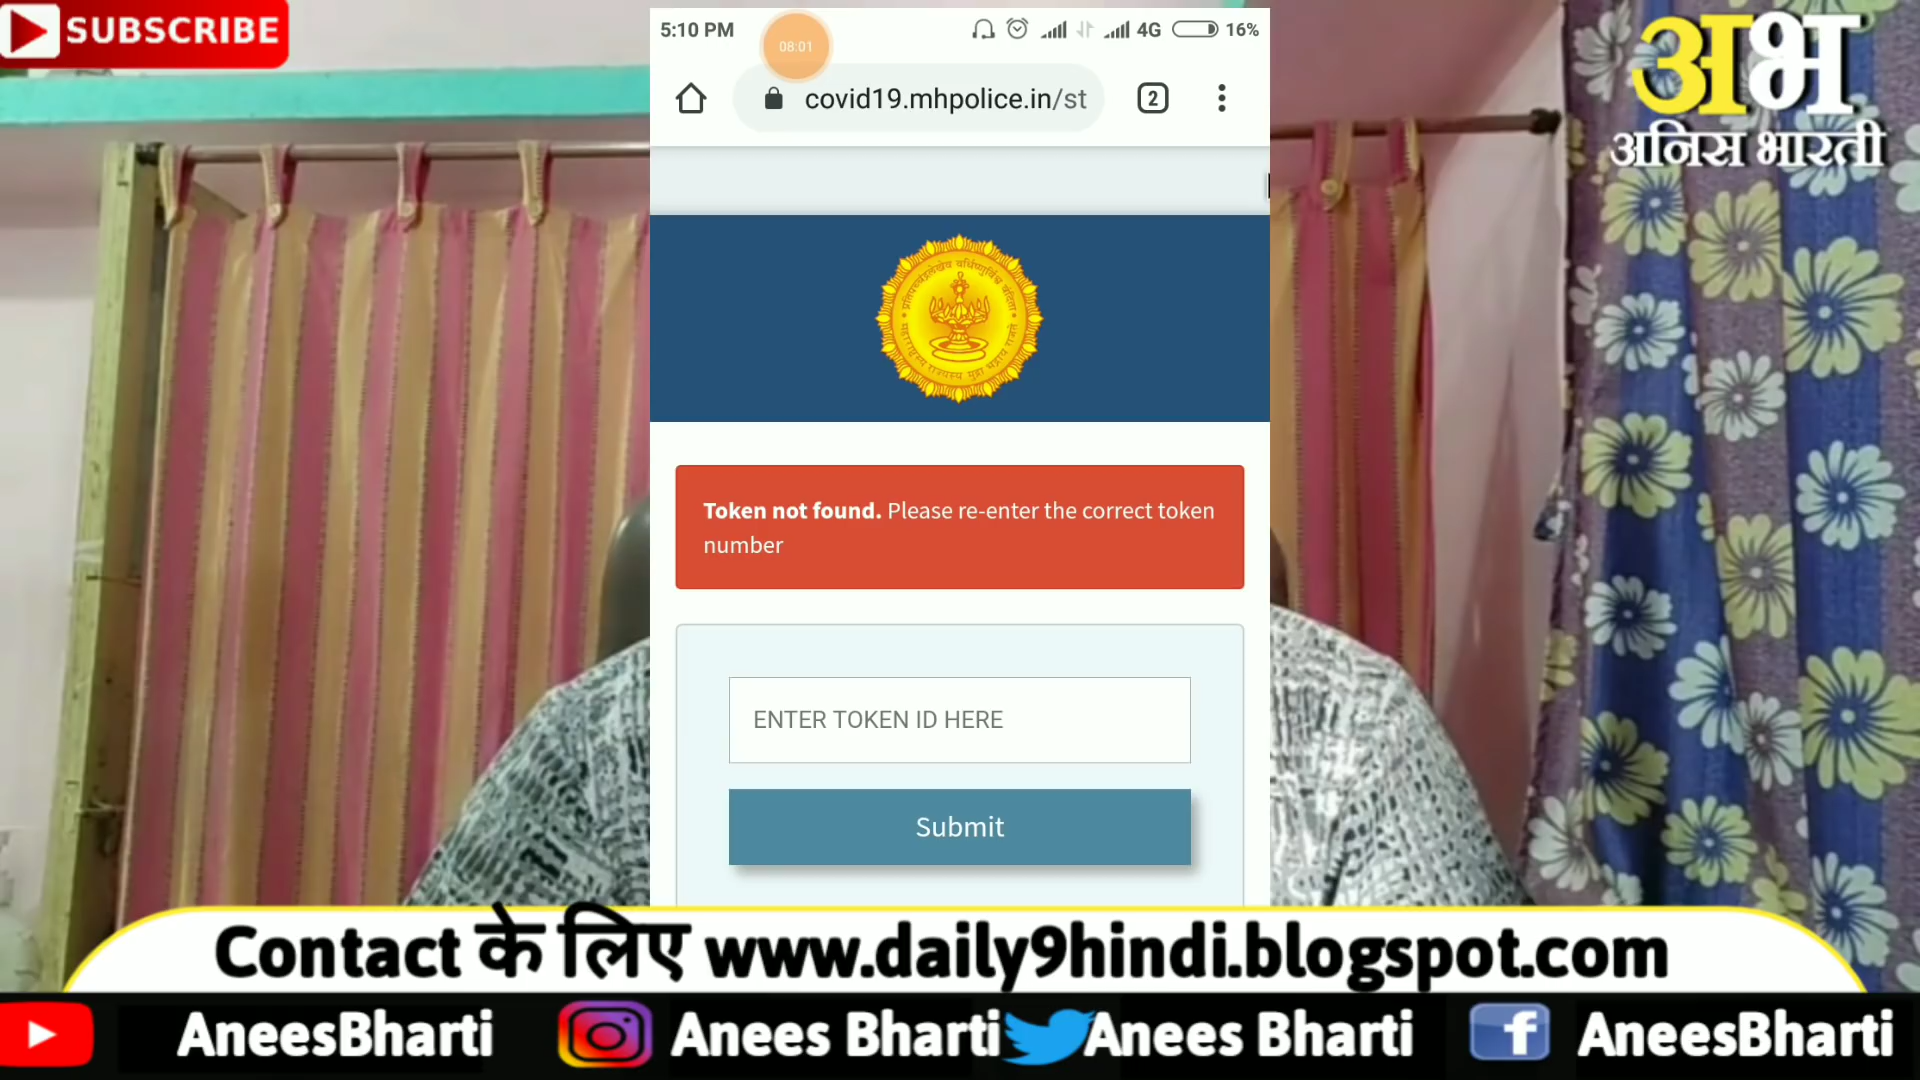 SUBSCRIBE
5:10 PM
08:01
4G
16%
अभ
अनिस भारती
covid19.mhpolice.in/st
2
Token not found. Please re-enter the correct token
number
ENTER TOKEN ID HERE
Submit
Contact के लिए www.daily9hindi.blogspot.com
AneesBharti
Anees Bharti
Anees Bharti
f
AneesBharti